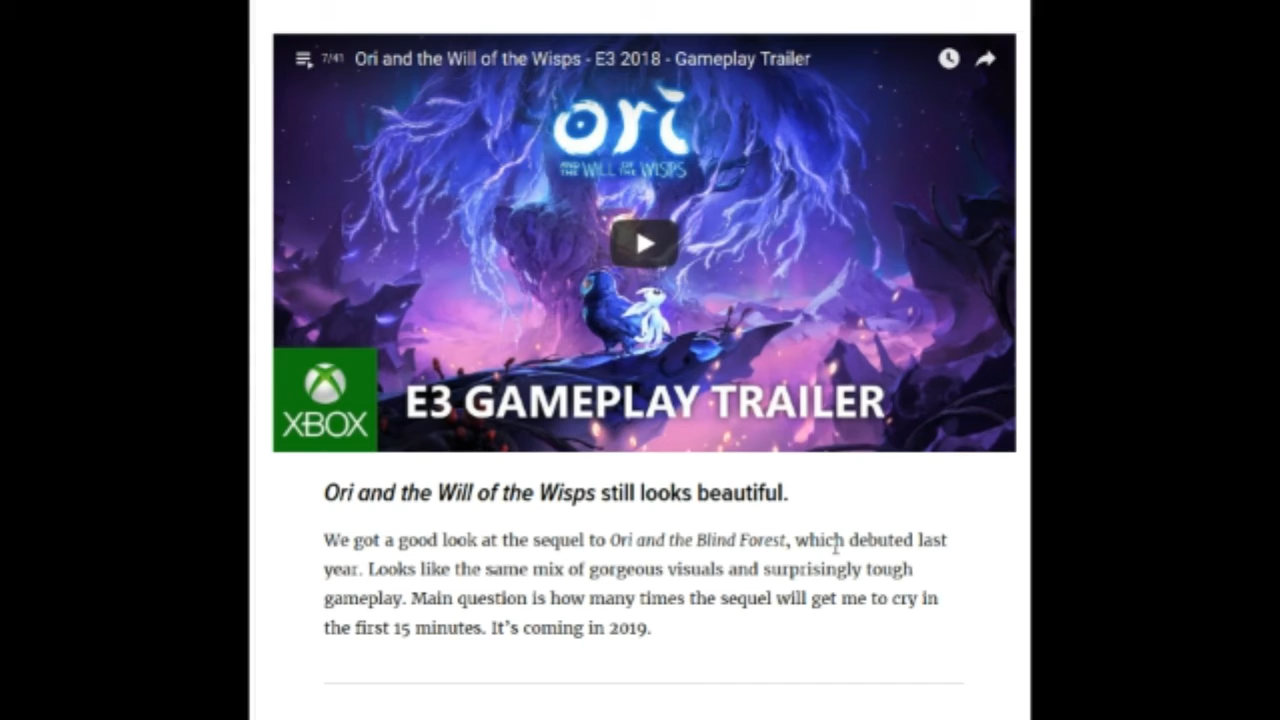 7/41 Ori and the Will of the Wisps - E3 2018 - Gameplay Trailer
ori
AND THE WILL OF THE WISPS
XBOX
E3 GAMEPLAY TRAILER
Ori and the Will of the Wisps still looks beautiful.
We got a good look at the sequel to Ori and the Blind Forest, which debuted last
year. Looks like the same mix of gorgeous visuals and surprisingly tough
gameplay. Main question is how many times the sequel will get me to cry in
the first 15 minutes. It’s coming in 2019.